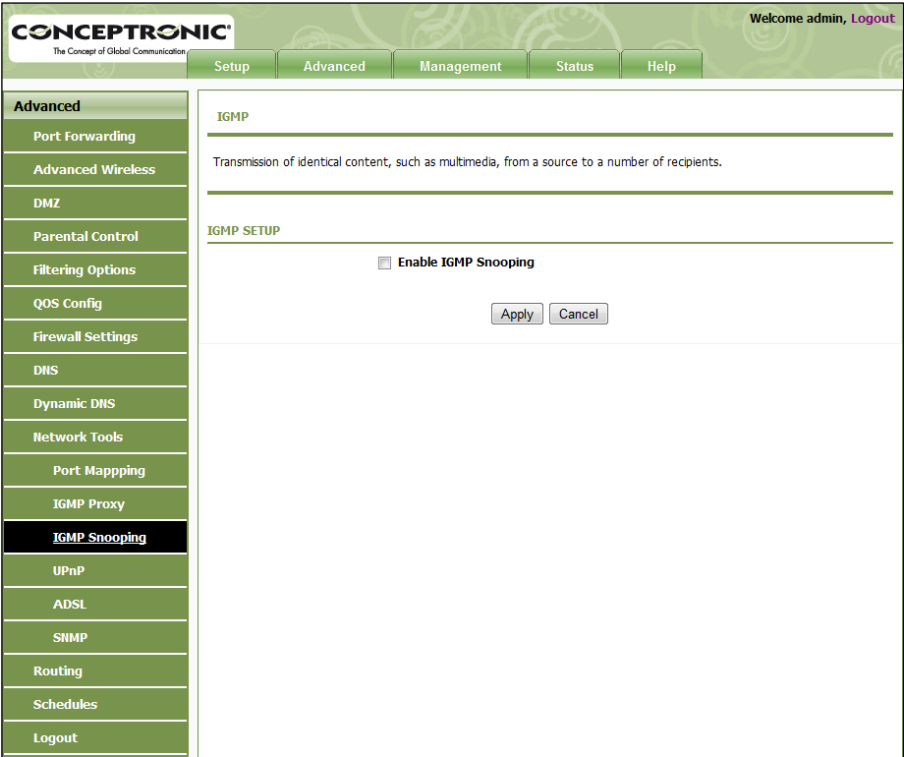 CONCEPTRONIC®
The Concept of Global Communication
Welcome admin, Logout
Setup Advanced Management Status Help
Advanced
Port Forwarding
Advanced Wireless
DMZ
Parental Control
Filtering Options
QOS Config
Firewall Settings
DNS
Dynamic DNS
Network Tools
Port Mappping
IGMP Proxy
IGMP Snooping
UPnP
ADSL
SNMP
Routing
Schedules
Logout
IGMP
Transmission of identical content, such as multimedia, from a source to a number of recipients.
IGMP SETUP
Enable IGMP Snooping
Apply Cancel